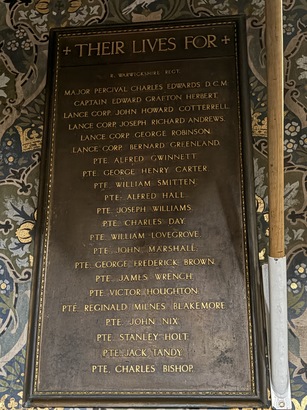 + THEIR LIVES FOR +
R. WARWICKSHIRE REGT.
MAJOR PERCIVAL CHARLES EDWARDS D.C.M.
CAPTAIN EDWARD GRAFTON HERBERT.
LANCE CORP. JOHN HOWARD COTTERRELL.
LANCE CORP. JOSEPH RICHARD ANDREWS.
LANCE CORP. GEORGE ROBINSON.
LANCE CORP. BERNARD GREENLAND.
PTE. ALFRED GWINNETT.
PTE. GEORGE HENRY CARTER.
PTE. WILLIAM SMITTEN.
PTE. ALFRED HALL.
PTE. JOSEPH WILLIAMS.
PTE. CHARLES DAY.
PTE. WILLIAM LOVEGROVE.
PTE. JOHN MARSHALL.
PTE. GEORGE FREDERICK BROWN.
PTE. JAMES WRENCH.
PTE. VICTOR HOUGHTON.
PTE. REGINALD MILNES BLAKEMORE.
PTE. JOHN NIX.
PTE. STANLEY HOLT.
PTE. JACK TANDY.
PTE. CHARLES BISHOP.